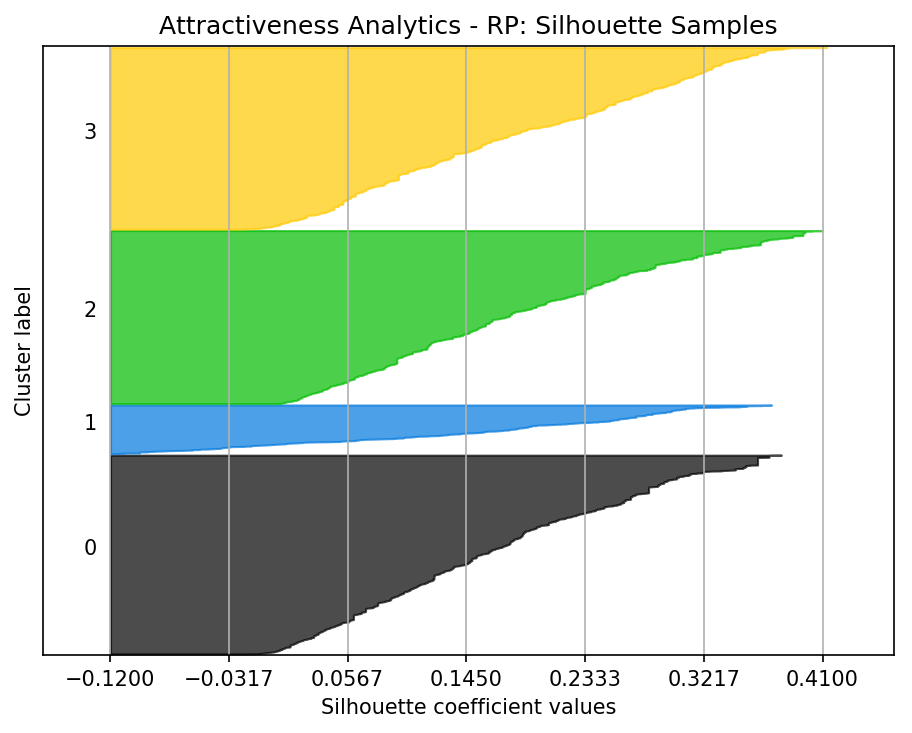 Attractiveness Analytics - RP: Silhouette Samples
3
2
1
0
Cluster label
−0.1200 −0.0317 0.0567 0.1450 0.2333 0.3217 0.4100
Silhouette coefficient values